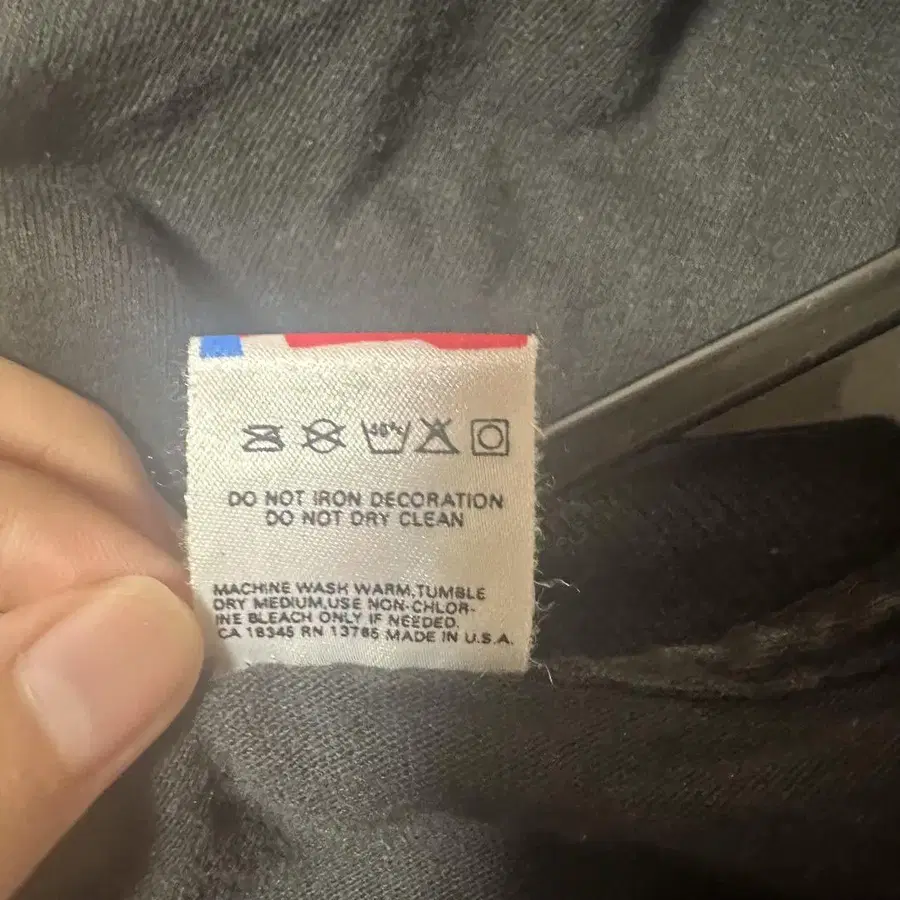 40°c
DO NOT IRON DECORATION
DO NOT DRY CLEAN
MACHINE WASH WARM,TUMBLE
DRY MEDIUM,USE NON-CHLOR-
INE BLEACH ONLY IF NEEDED.
CA 18345 RN 13765 MADE IN U.S.A.